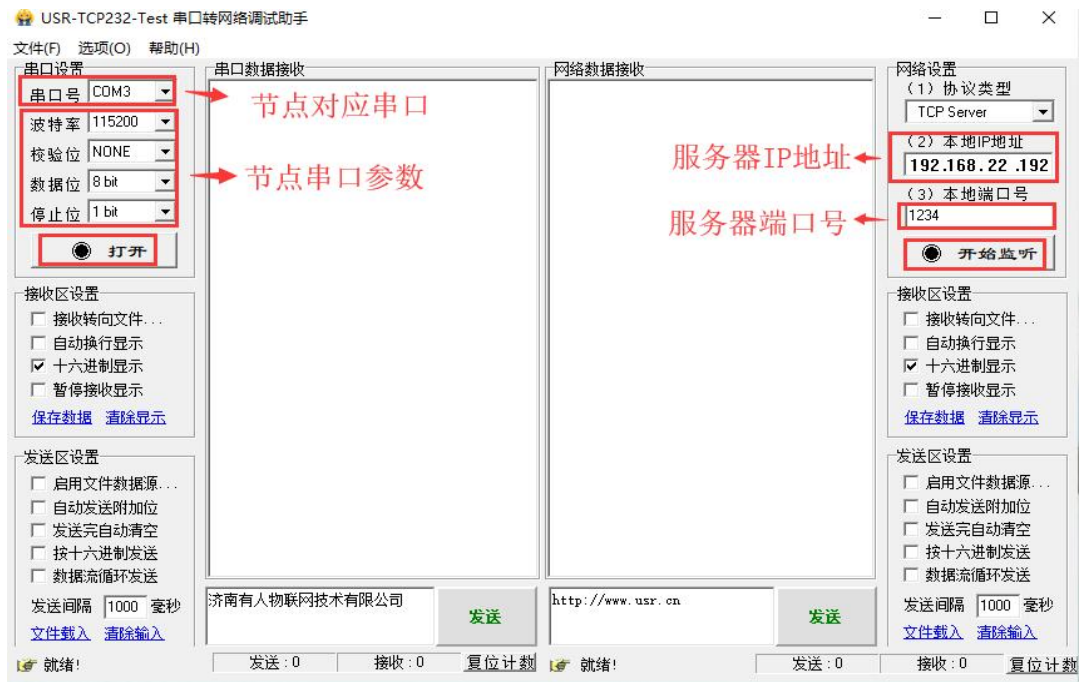 USR-TCP232-Test 串口转网络调试助手
文件(F) 选项(O) 帮助(H)
串口设置
串口号 COM3
波特率 115200
校验位 NONE
数据位 8 bit
停止位 1 bit
打开
接收区设置
接收转向文件...
自动换行显示
十六进制显示
暂停接收显示
保存数据 清除显示
发送区设置
启用文件数据源...
自动发送附加位
发送完自动清空
按十六进制发送
数据流循环发送
发送间隔 1000 毫秒
文件载入 清除输入
串口数据接收
节点对应串口
节点串口参数
济南有人物联网技术有限公司
发送
网络数据接收
服务器IP地址
服务器端口号
http://www.usr.cn
发送
网络设置
(1) 协议类型
TCP Server
(2) 本地IP地址
192.168.22.192
(3) 本地端口号
1234
开始监听
接收区设置
接收转向文件...
自动换行显示
十六进制显示
暂停接收显示
保存数据 清除显示
发送区设置
启用文件数据源...
自动发送附加位
发送完自动清空
按十六进制发送
数据流循环发送
发送间隔 1000 毫秒
文件载入 清除输入
就绪! 发送:0 接收:0 复位计数 就绪! 发送:0 接收:0 复位计数